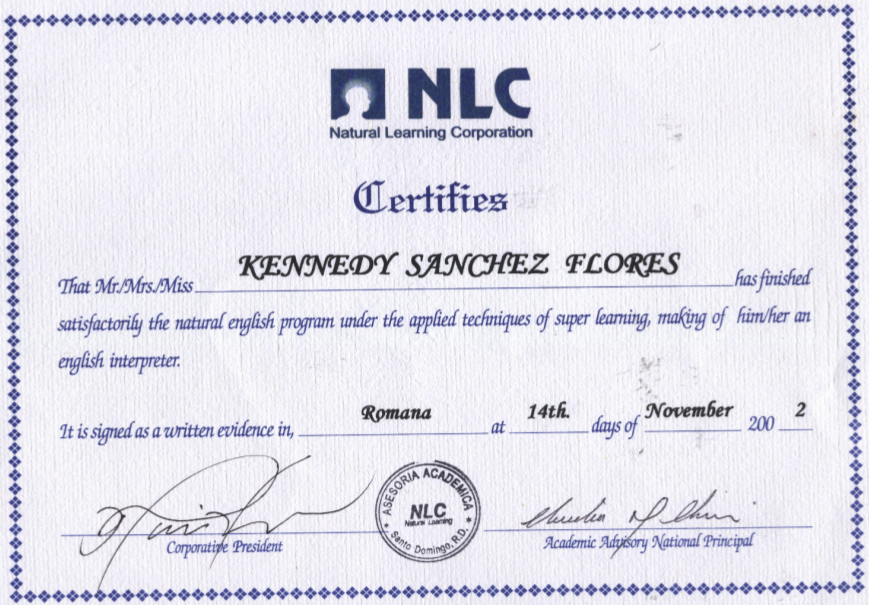 NLC
Natural Learning Corporation
Certifies
That Mr./Mrs./Miss KENNEDY SANCHEZ FLORES has finished
satisfactorily the natural english program under the applied techniques of super learning, making of him/her an
english interpreter.
It is signed as a written evidence in, Romana at 14th. days of November 200 2
ASESORIA ACADEMICA
NLC
Natural Learning
Santo Domingo, R.D.
Corporative President
Academic Advisory National Principal